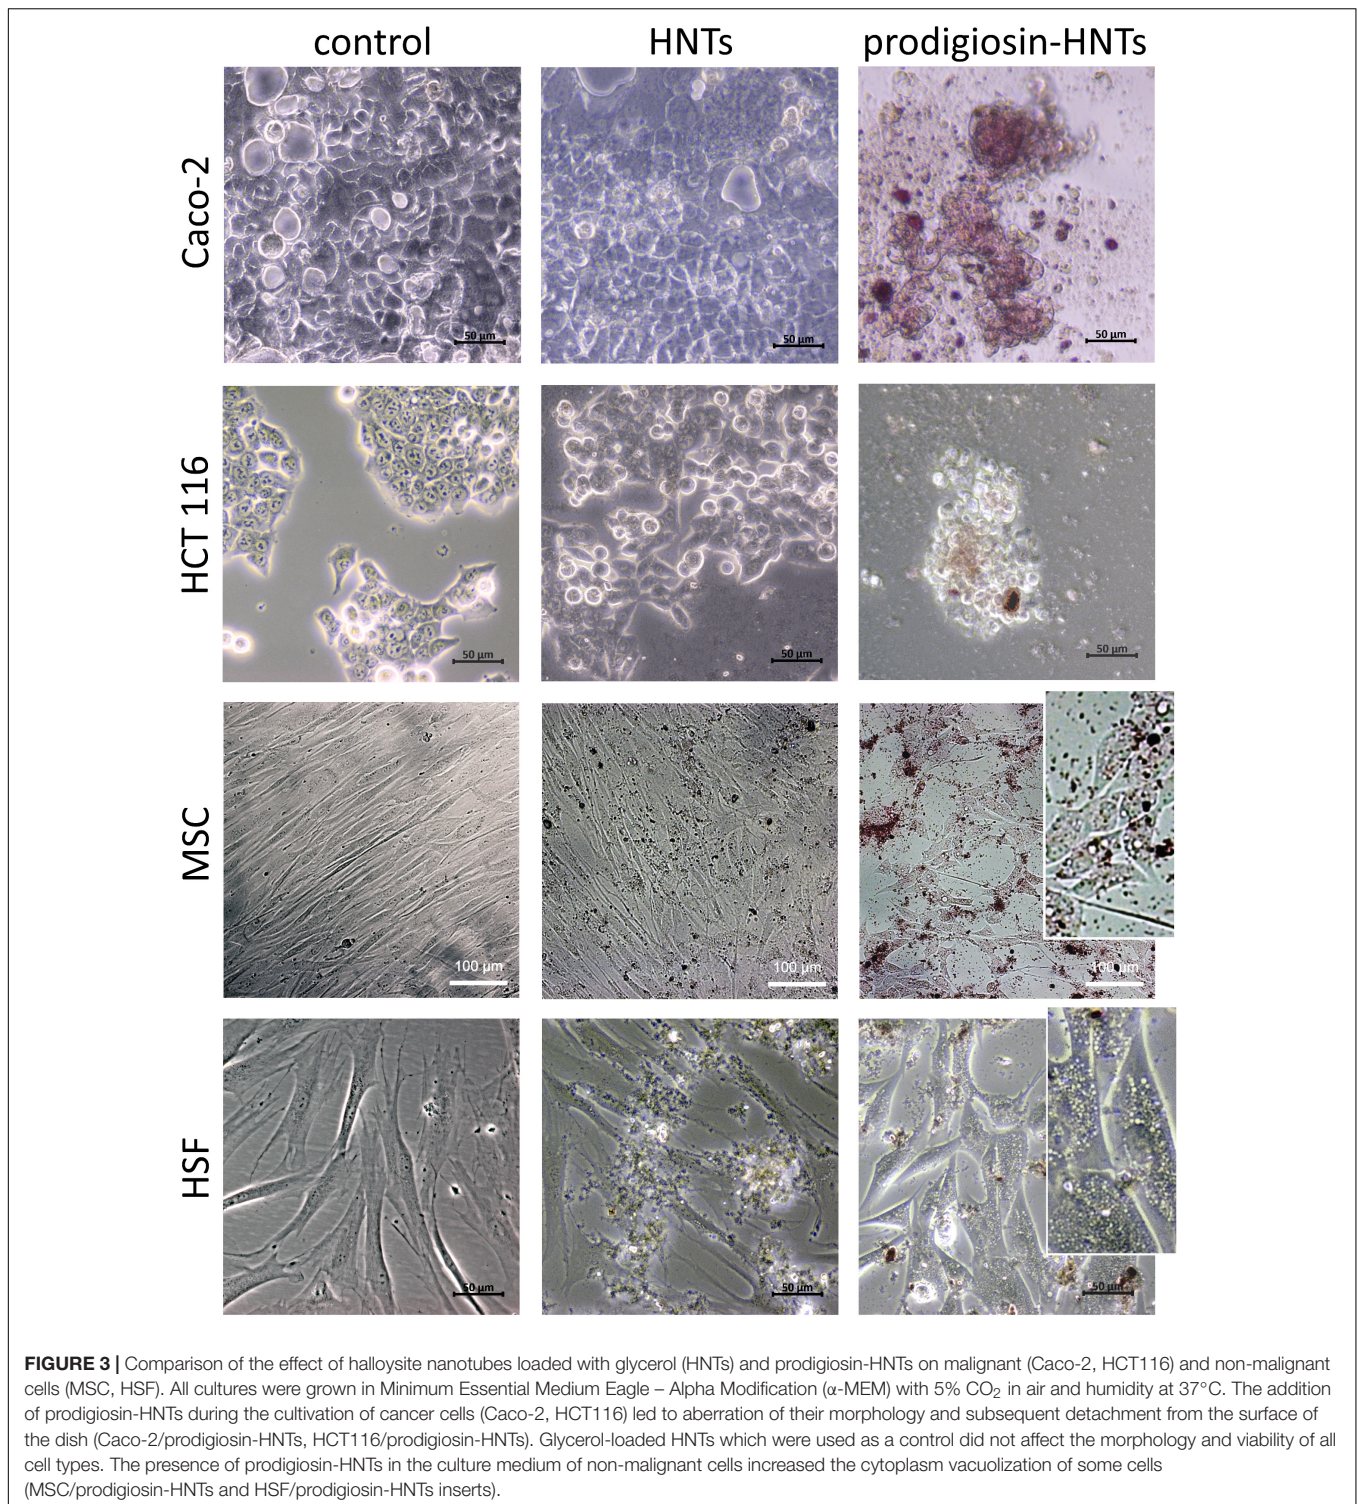 control HNTs prodigiosin-HNTs
Caco-2
50 µm 50 µm 50 µm
HCT 116
50 µm 50 µm 50 µm
MSC
100 µm 100 µm 100 µm
HSF
50 µm 50 µm 50 µm
FIGURE 3 | Comparison of the effect of halloysite nanotubes loaded with glycerol (HNTs) and prodigiosin-HNTs on malignant (Caco-2, HCT116) and non-malignant
cells (MSC, HSF). All cultures were grown in Minimum Essential Medium Eagle – Alpha Modification (α-MEM) with 5% CO₂ in air and humidity at 37°C. The addition
of prodigiosin-HNTs during the cultivation of cancer cells (Caco-2, HCT116) led to aberration of their morphology and subsequent detachment from the surface of
the dish (Caco-2/prodigiosin-HNTs, HCT116/prodigiosin-HNTs). Glycerol-loaded HNTs which were used as a control did not affect the morphology and viability of all
cell types. The presence of prodigiosin-HNTs in the culture medium of non-malignant cells increased the cytoplasm vacuolization of some cells
(MSC/prodigiosin-HNTs and HSF/prodigiosin-HNTs inserts).